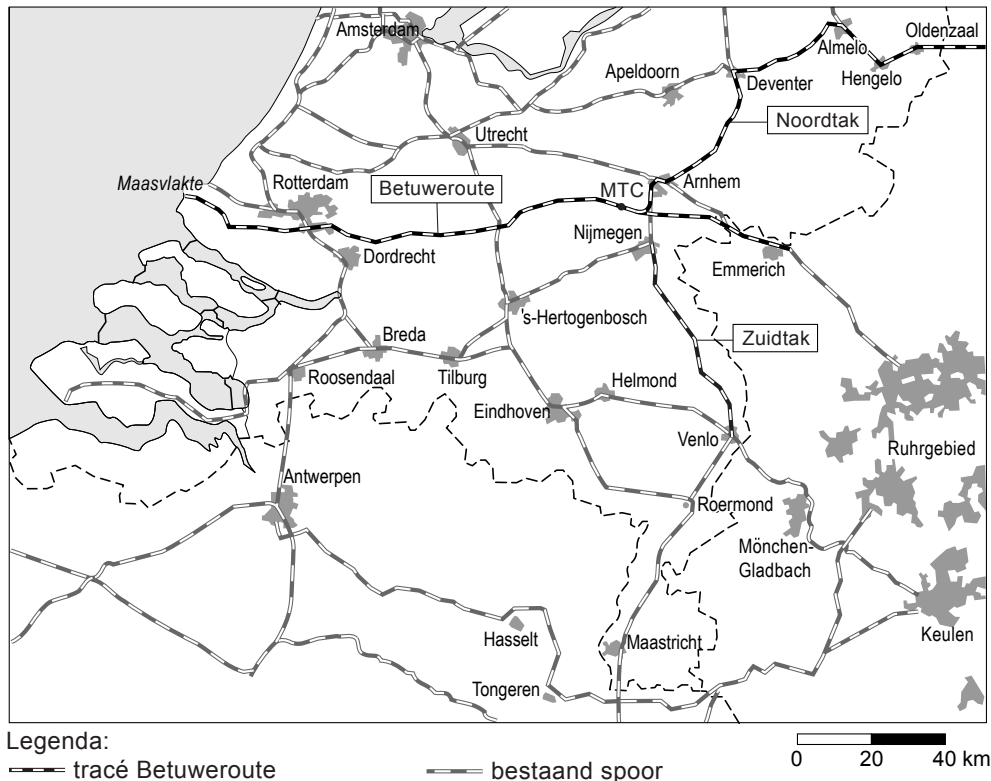 Amsterdam
Almelo
Oldenzaal
Apeldoorn
Deventer
Hengelo
Noordtak
Utrecht
Maasvlakte
Rotterdam
Betuweroute
MTC
Arnhem
Nijmegen
Dordrecht
Emmerich
's-Hertogenbosch
Breda
Zuidtak
Roosendaal
Tilburg
Helmond
Eindhoven
Venlo
Ruhrgebied
Antwerpen
Roermond
Mönchen-
Gladbach
Hasselt
Maastricht
Keulen
Tongeren
Legenda:
tracé Betuweroute
bestaand spoor
0 20 40 km